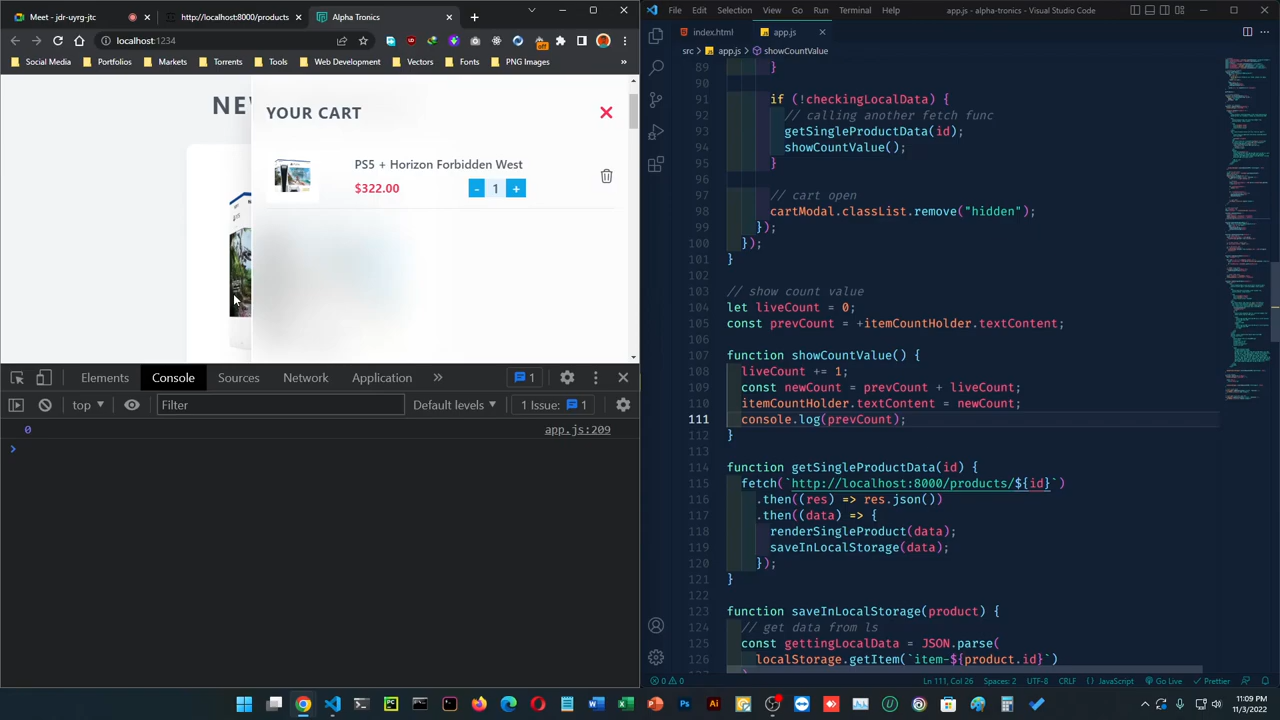 Meet - jdr-uyrg-jtc
http://localhost:8000/products
Alpha Tronics
localhost:1234
off
Social Media
Portfolios
Markets
Torrents
Tools
Web Development
Vectors
Fonts
PNG Images
»
NEV
YOUR CART
PS5 + Horizon Forbidden West
$322.00
- 1 +
Elements
Console
Sources
Network
Application
»
1
top
Filter
Default levels
Issue: 1
0
app.js:209
File
Edit
Selection
View
Go
Run
Terminal
app.js - alpha-tronics - Visual Studio Code
index.html
app.js
src > app.js > showCountValue
89 }
90
91 if (!checkingLocalData) {
92 // calling another fetch func
93 getSingleProductData(id);
94 showCountValue();
95 }
96
97 // cart open
98 cartModal.classList.remove("hidden");
99 });
100 });
101 }
102
103 // show count value
104 let liveCount = 0;
105 const prevCount = +itemCountHolder.textContent;
106
107 function showCountValue() {
108 liveCount += 1;
109 const newCount = prevCount + liveCount;
110 itemCountHolder.textContent = newCount;
111 console.log(prevCount);
112 }
113
114 function getSingleProductData(id) {
115 fetch(`http://localhost:8000/products/${id}`)
116 .then((res) => res.json())
117 .then((data) => {
118 renderSingleProduct(data);
119 saveInLocalStorage(data);
120 });
121 }
122
123 function saveInLocalStorage(product) {
124 // get data from ls
125 const gettingLocalData = JSON.parse(
126 localStorage.getItem(`item-${product.id}`)
0 0
Ln 111, Col 26
Spaces: 2
UTF-8
CRLF
JavaScript
Go Live
Prettier
11:09 PM
11/3/2022